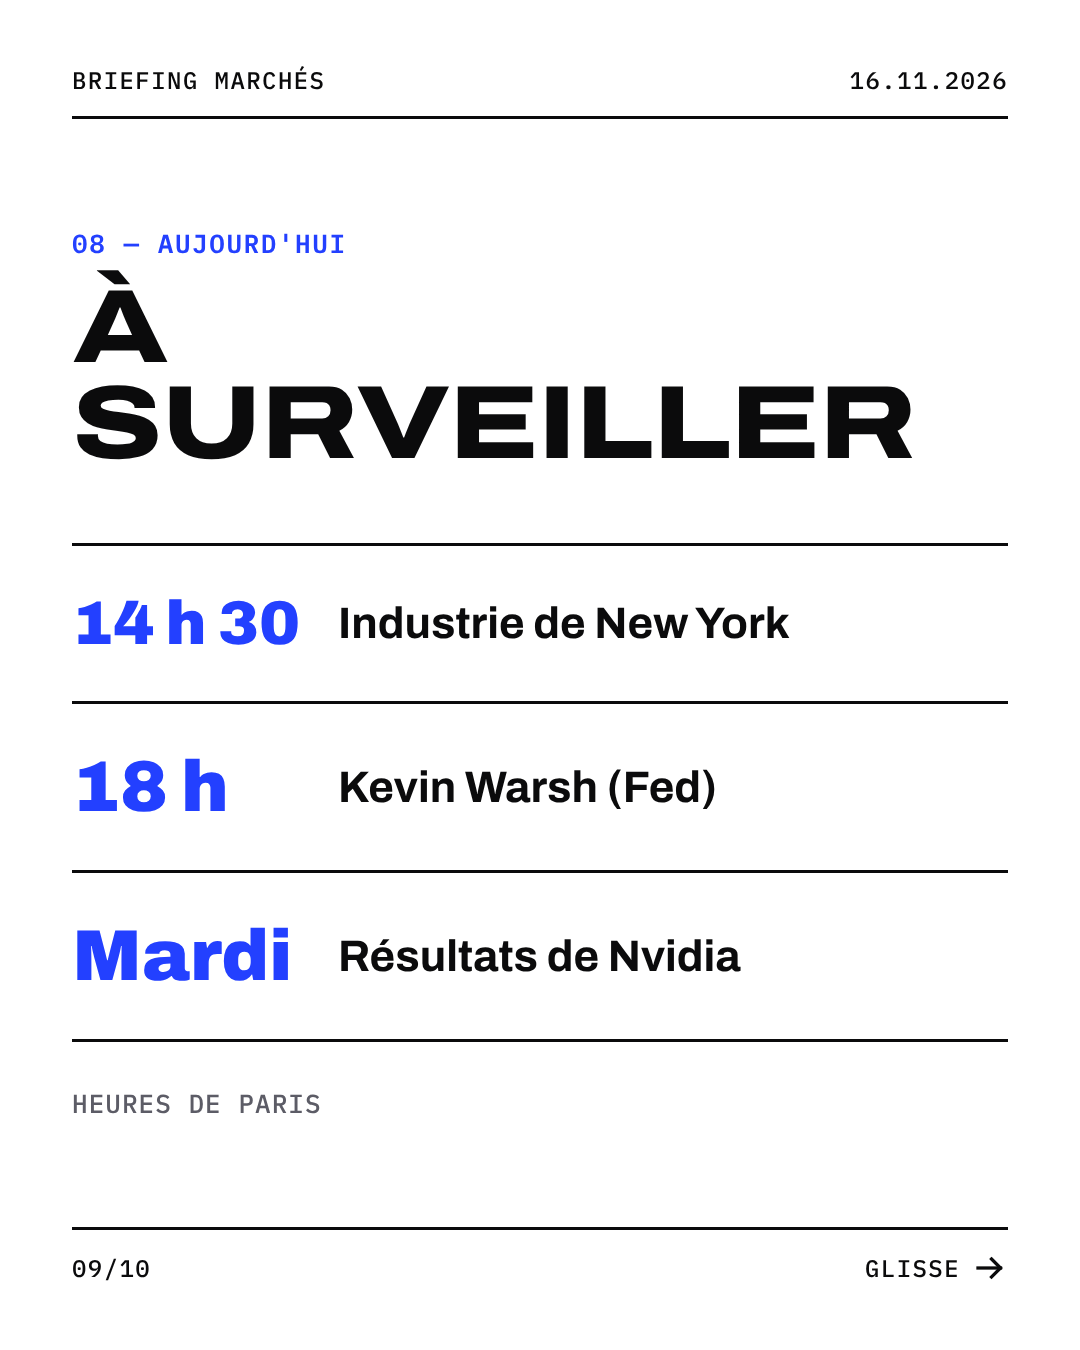 BRIEFING MARCHÉS 16.11.2026
08 — AUJOURD'HUI
À
SURVEILLER
14 h 30 Industrie de New York
18 h Kevin Warsh (Fed)
Mardi Résultats de Nvidia
HEURES DE PARIS
09/10 GLISSE →